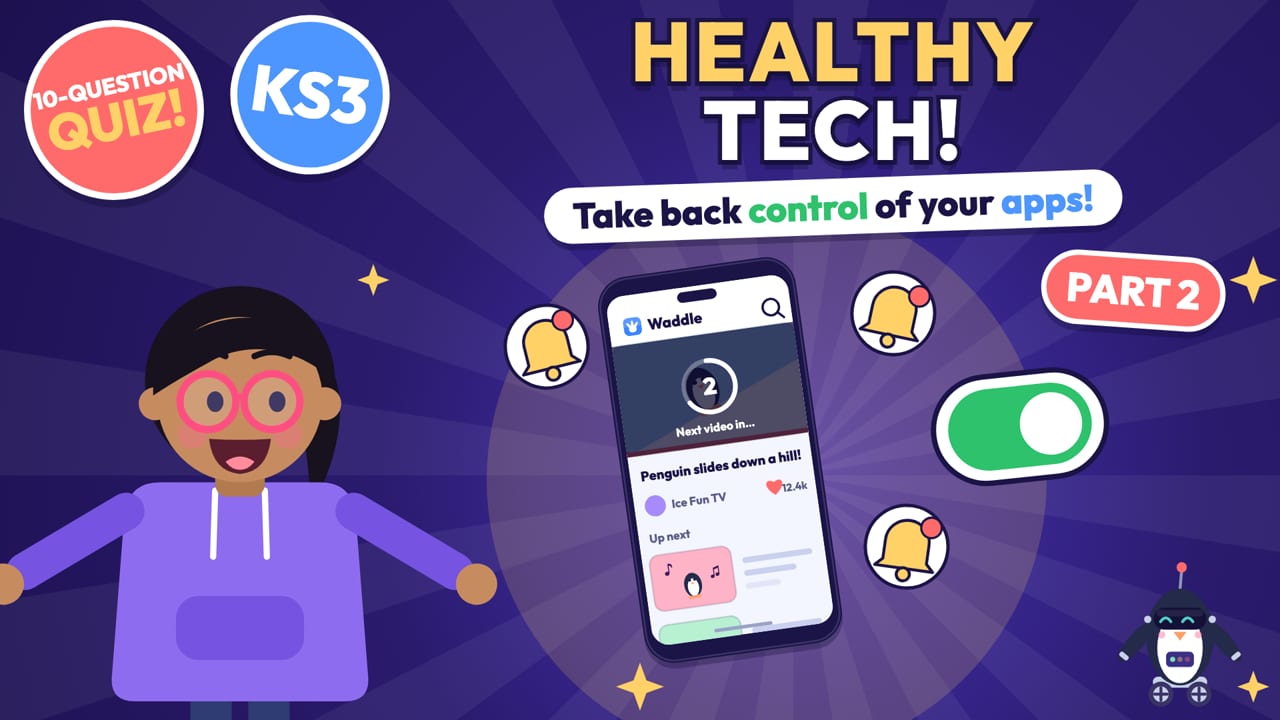 10-QUESTION
QUIZ!
KS3
HEALTHY
TECH!
Take back control of your apps!
PART 2
Waddle
2
Next video in...
Penguin slides down a hill!
Ice Fun TV
12.4k
Up next